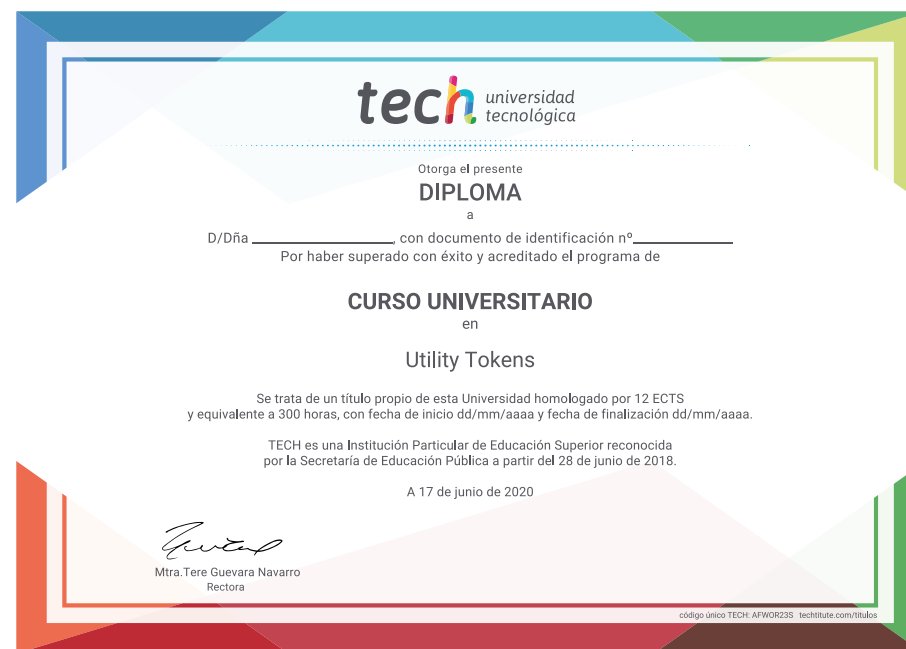 tech universidad
tecnológica
Otorga el presente
DIPLOMA
a
D/Dña ____________________, con documento de identificación nº______________
Por haber superado con éxito y acreditado el programa de
CURSO UNIVERSITARIO
en
Utility Tokens
Se trata de un título propio de esta Universidad homologado por 12 ECTS
y equivalente a 300 horas, con fecha de inicio dd/mm/aaaa y fecha de finalización dd/mm/aaaa.
TECH es una Institución Particular de Educación Superior reconocida
por la Secretaría de Educación Pública a partir del 28 de junio de 2018.
A 17 de junio de 2020
Mtra.Tere Guevara Navarro
Rectora
código único TECH: AFWOR23S techtitute.com/titulos